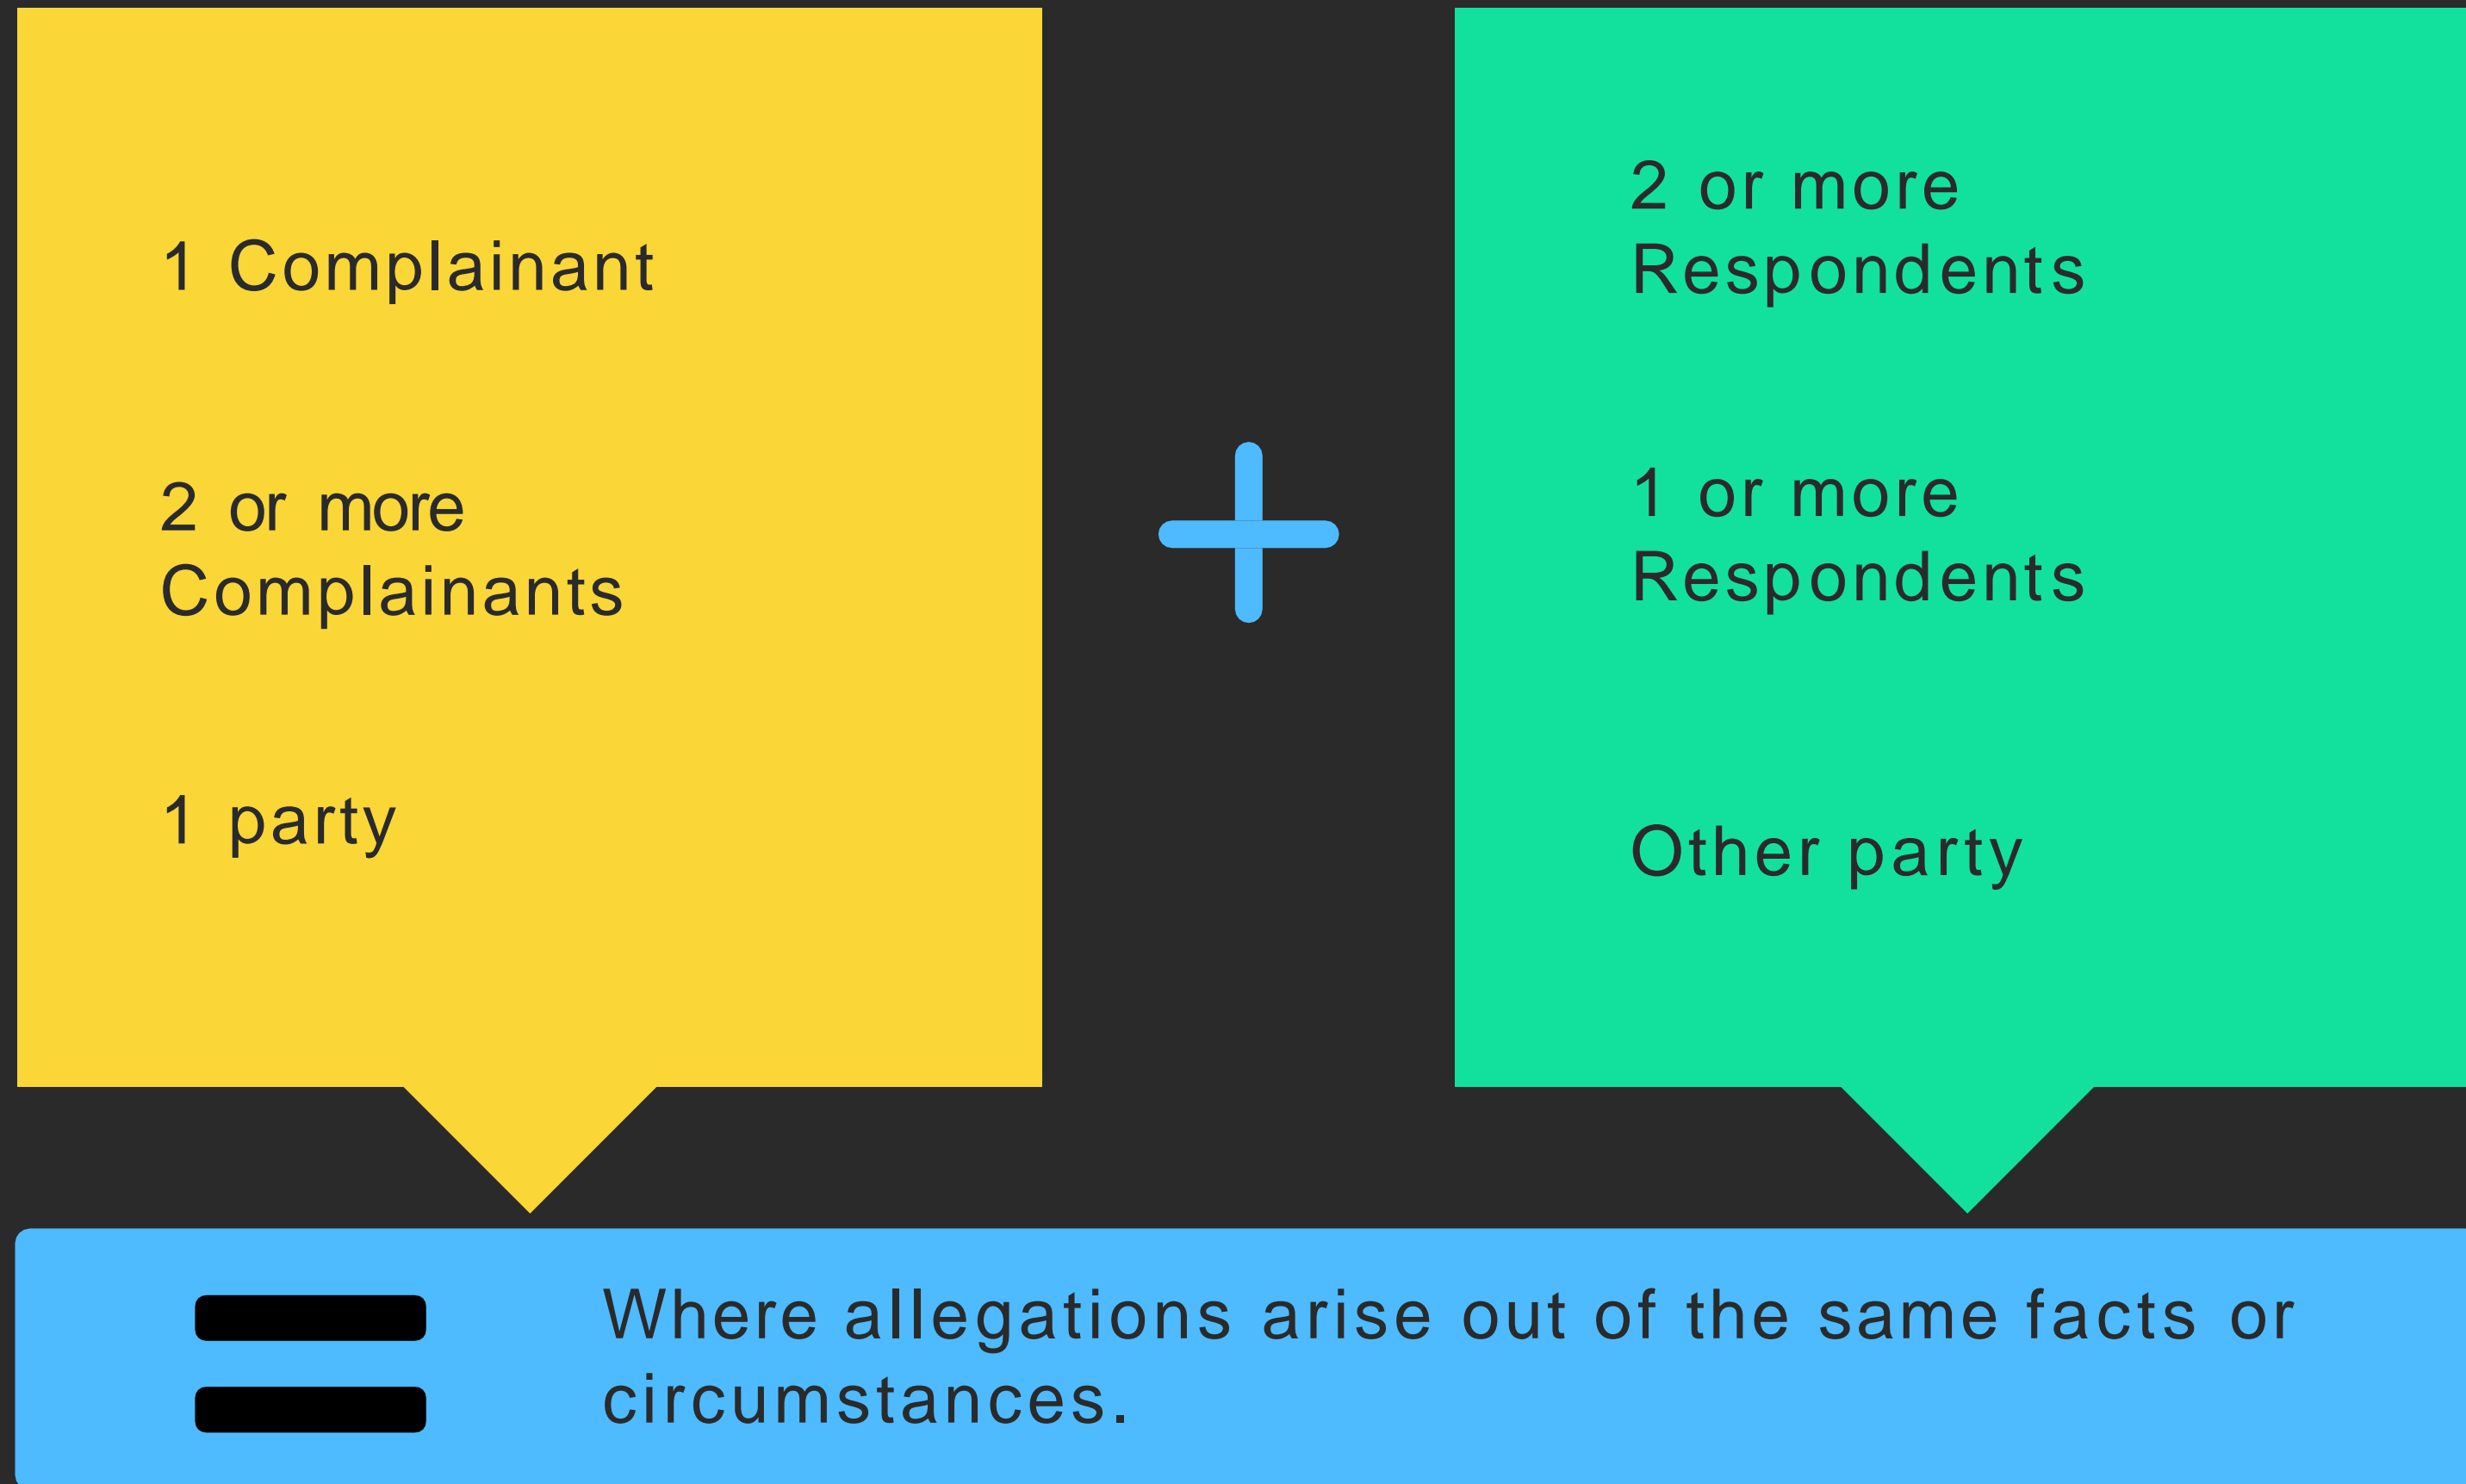 1 Complainant
2 or more
Complainants
1 party
2 or more
Respondents
1 or more
Respondents
Other party
Where allegations arise out of the same facts or
circumstances.